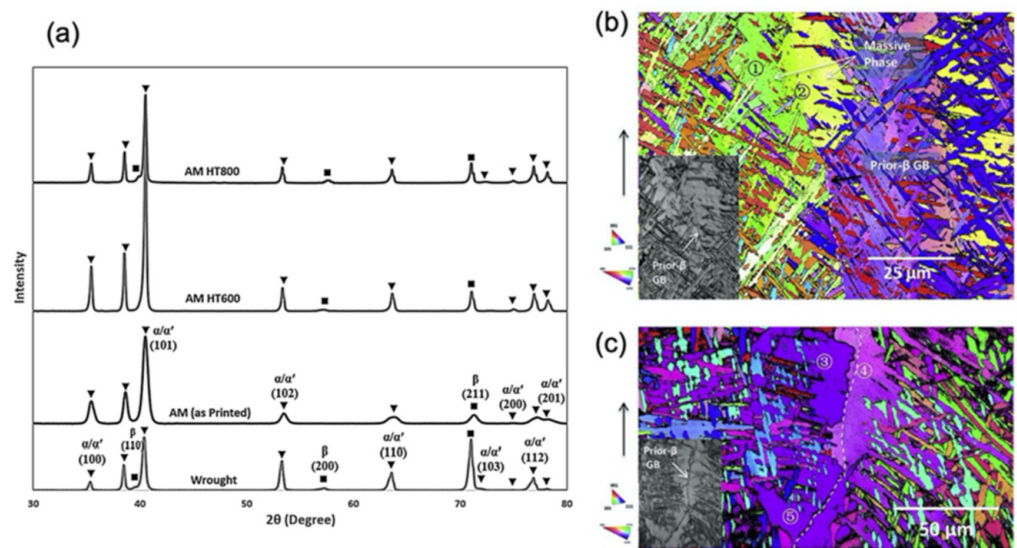 (a)
AM HT800
AM HT600
α/α′
(101)
AM (as Printed)
α/α′
(102)
β
(211)
α/α′
(200)
α/α′
(201)
α/α′
(100)
β
(110)
Wrought
β
(200)
α/α′
(110)
α/α′
(103)
α/α′
(112)
Intensity
30 40 50 60 70 80
2θ (Degree)
(b)
Massive
Phase
①
②
Prior-β GB
Prior-β
GB
25 μm
(c)
③
④
Prior-β
GB
⑤
50 μm